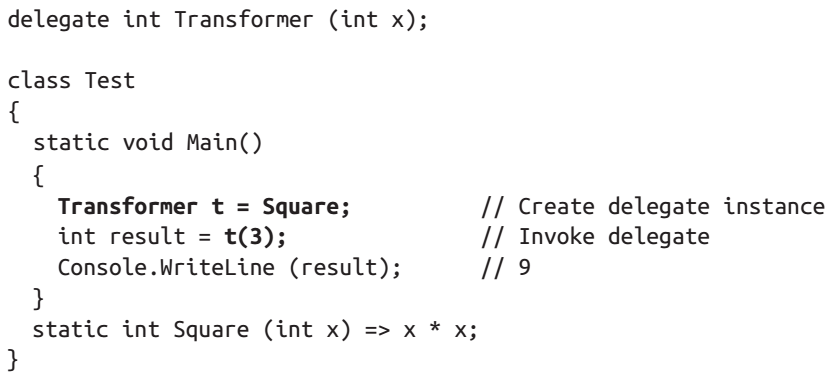 delegate int Transformer (int x);

class Test
{
  static void Main()
  {
    Transformer t = Square;          // Create delegate instance
    int result = t(3);               // Invoke delegate
    Console.WriteLine (result);      // 9
  }
  static int Square (int x) => x * x;
}